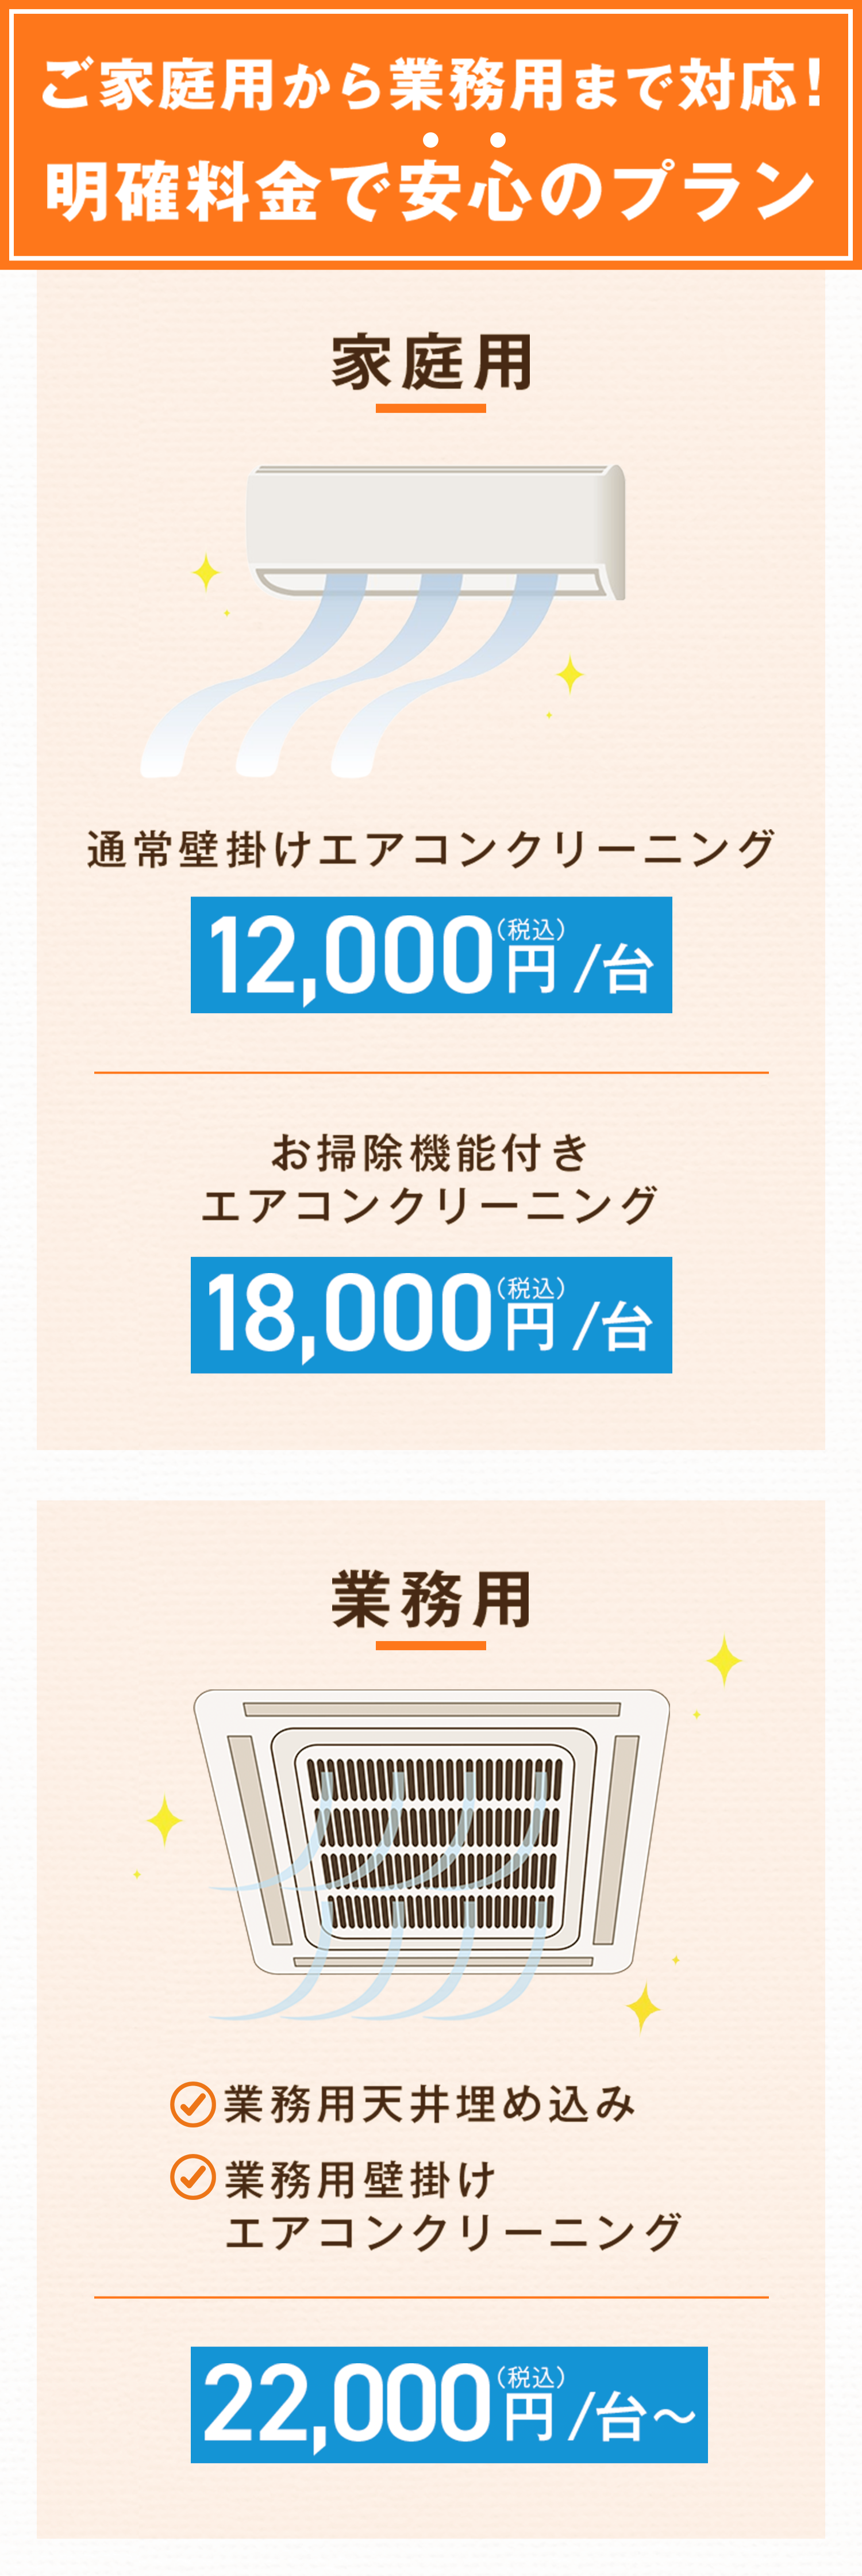 ご家庭用から業務用まで対応！
明確料金で安心のプラン
家庭用
通常壁掛けエアコンクリーニング
12,000円(税込)/台
お掃除機能付き
エアコンクリーニング
18,000円(税込)/台
業務用
業務用天井埋め込み
業務用壁掛け
エアコンクリーニング
22,000円(税込)/台〜